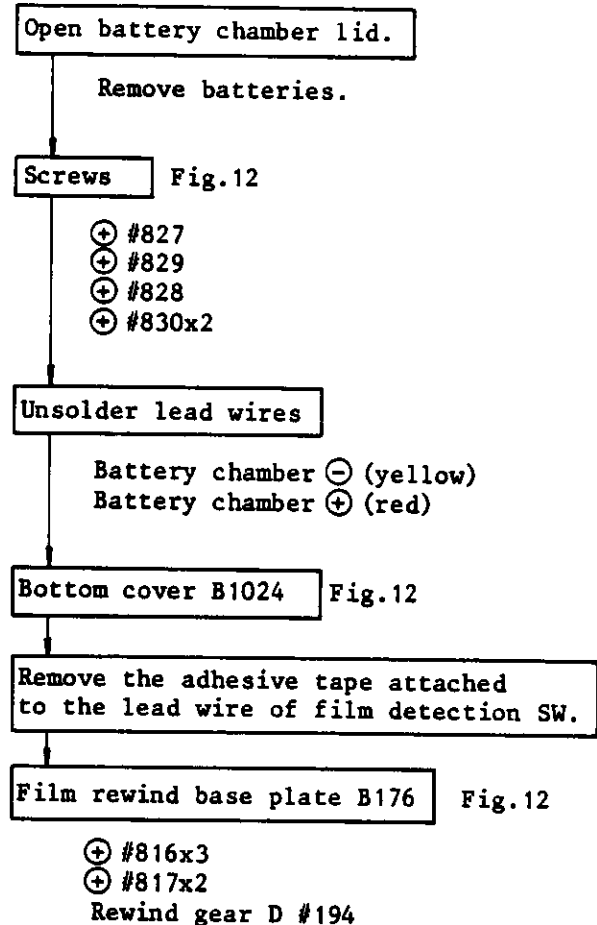 Open battery chamber lid.
Remove batteries.
Screws Fig.12
⊕ #827
⊕ #829
⊕ #828
⊕ #830x2
Unsolder lead wires
Battery chamber ⊖ (yellow)
Battery chamber ⊕ (red)
Bottom cover B1024 Fig.12
Remove the adhesive tape attached
to the lead wire of film detection SW.
Film rewind base plate B176 Fig.12
⊕ #816x3
⊕ #817x2
Rewind gear D #194